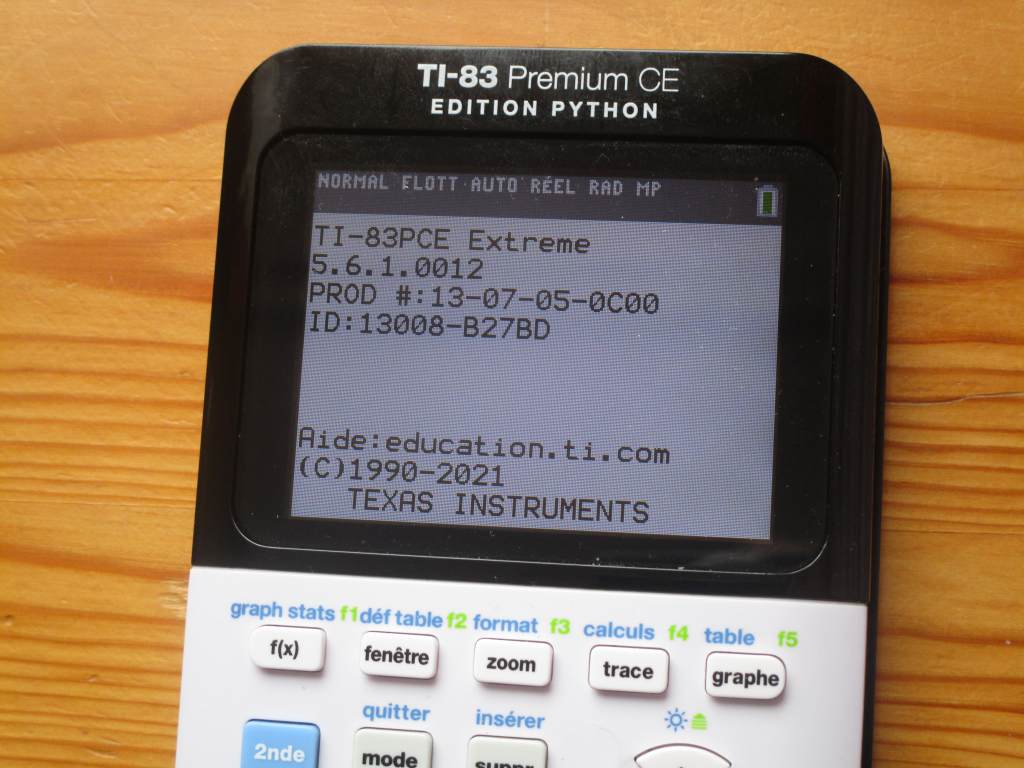 TI-83 Premium CE
EDITION PYTHON
NORMAL FLOTT AUTO RÉEL RAD MP
TI-83PCE Extreme
5.6.1.0012
PROD #:13-07-05-0C00
ID:13008-B27BD
Aide:education.ti.com
(C)1990-2021
TEXAS INSTRUMENTS
graph stats f1 déf table f2 format f3 calculs f4 table f5
f(x) fenêtre zoom trace graphe
quitter insérer
2nde mode suppr